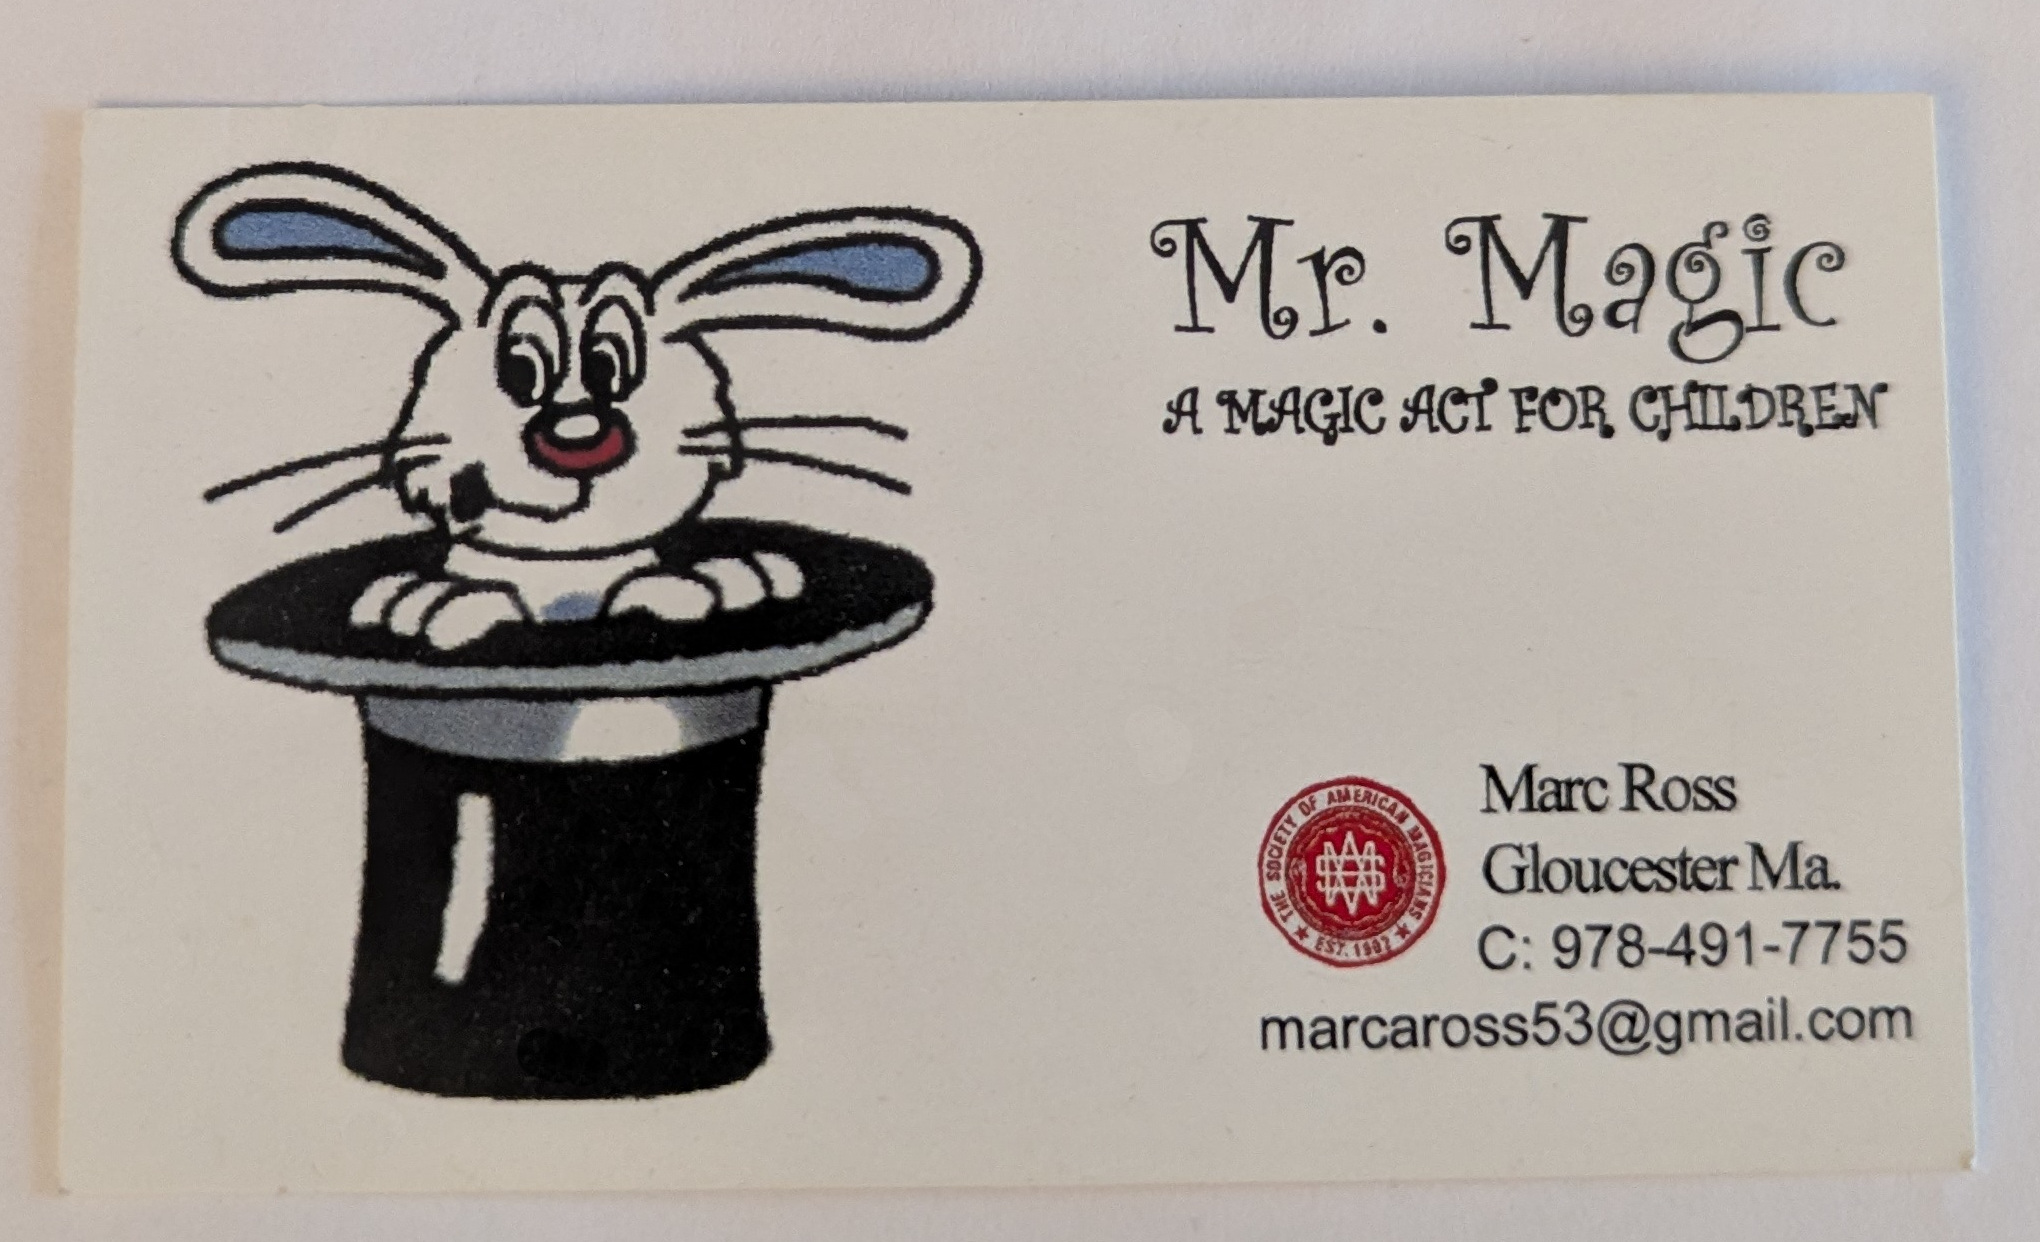 Mr. Magic
A MAGIC ACT FOR CHILDREN
THE SOCIETY OF AMERICAN MAGICIANS
★ EST. 1902 ★
Marc Ross
Gloucester Ma.
C: 978-491-7755
marcaross53@gmail.com